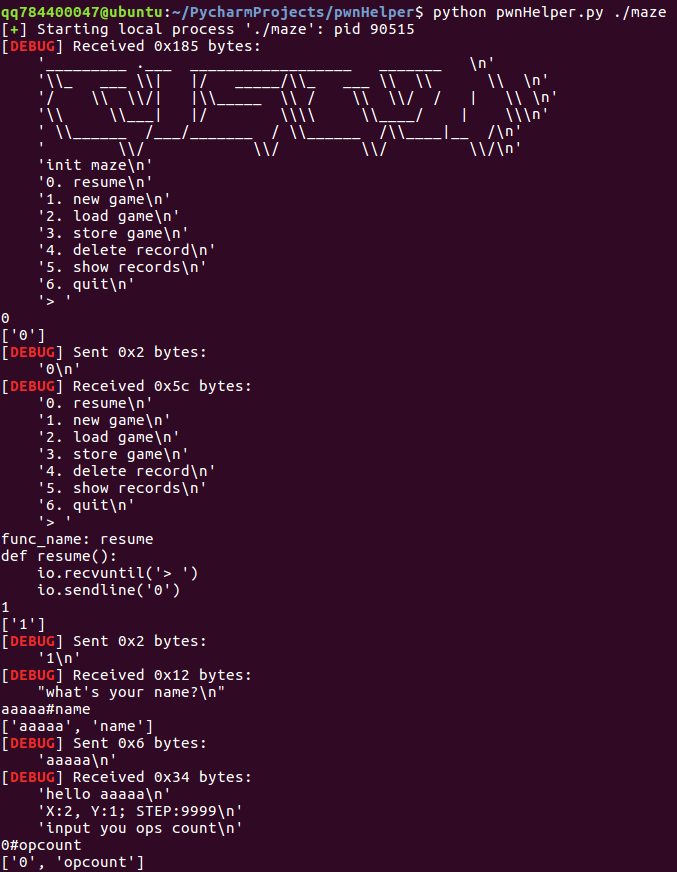 qq784400047@ubuntu:~/PycharmProjects/pwnHelper$ python pwnHelper.py ./maze
[+] Starting local process './maze': pid 90515
[DEBUG] Received 0x185 bytes:
    '_________ .___  __________________   _______   \n'
    '\\_   ___ \\|   |/   _____/\\_   ___ \\  \\      \\  \n'
    '/    \\  \\/|   |\\_____  \\ /    \\  \\/  /   |   \\ \n'
    '\\     \\___|   |/        \\\\     \\____/    |    \\\n'
    ' \\______  /___/_______  / \\______  /\\____|__  /\n'
    '        \\/            \\/         \\/         \\/\n'
    'init maze\n'
    '0. resume\n'
    '1. new game\n'
    '2. load game\n'
    '3. store game\n'
    '4. delete record\n'
    '5. show records\n'
    '6. quit\n'
    '> '
0
['0']
[DEBUG] Sent 0x2 bytes:
    '0\n'
[DEBUG] Received 0x5c bytes:
    '0. resume\n'
    '1. new game\n'
    '2. load game\n'
    '3. store game\n'
    '4. delete record\n'
    '5. show records\n'
    '6. quit\n'
    '> '
func_name: resume
def resume():
    io.recvuntil('> ')
    io.sendline('0')
1
['1']
[DEBUG] Sent 0x2 bytes:
    '1\n'
[DEBUG] Received 0x12 bytes:
    "what's your name?\n"
aaaaa#name
['aaaaa', 'name']
[DEBUG] Sent 0x6 bytes:
    'aaaaa\n'
[DEBUG] Received 0x34 bytes:
    'hello aaaaa\n'
    'X:2, Y:1; STEP:9999\n'
    'input you ops count\n'
0#opcount
['0', 'opcount']